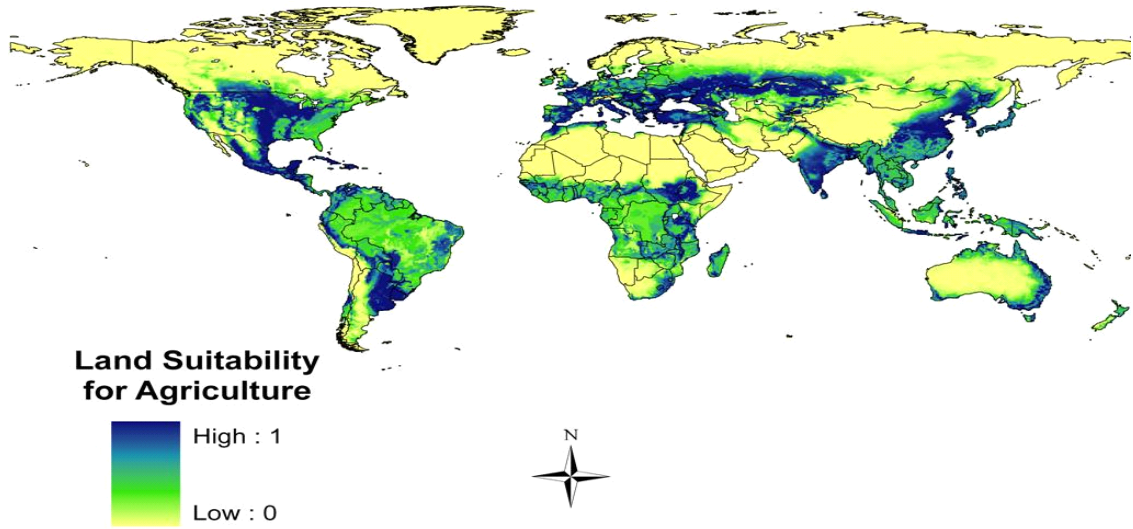 Land Suitability
for Agriculture
High : 1
Low : 0
N